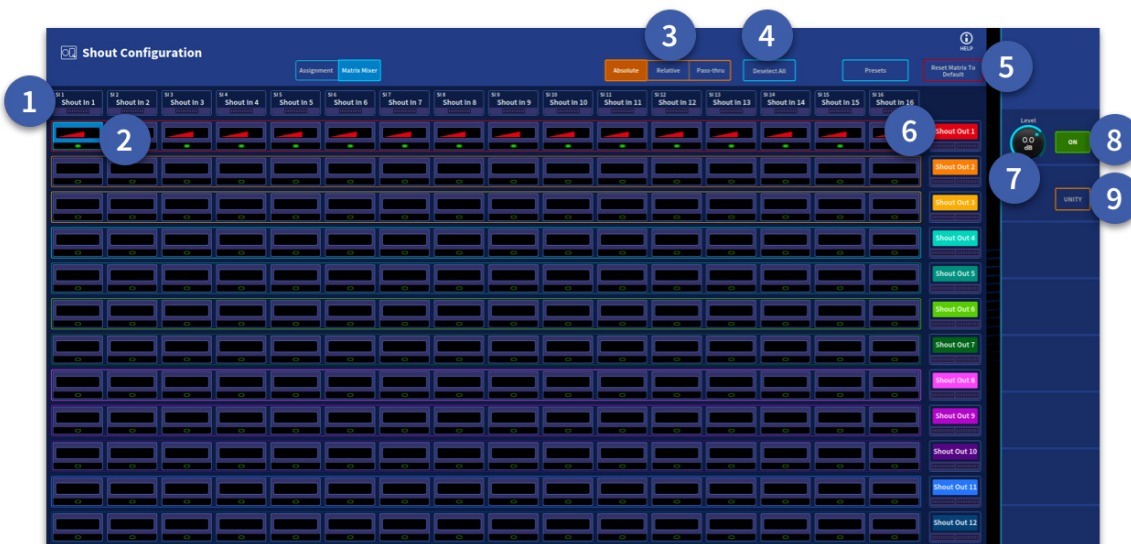 3
4
Shout Configuration
HELP
Assignment
Matrix Mixer
Absolute
Relative
Pass-thru
Deselect All
Presets
Reset Matrix To
Default
5
1
SI 1
Shout In 1
SI 2
Shout In 2
SI 3
Shout In 3
SI 4
Shout In 4
SI 5
Shout In 5
SI 6
Shout In 6
SI 7
Shout In 7
SI 8
Shout In 8
SI 9
Shout In 9
SI 10
Shout In 10
SI 11
Shout In 11
SI 12
Shout In 12
SI 13
Shout In 13
SI 14
Shout In 14
SI 15
Shout In 15
SI 16
Shout In 16
2
6
Shout Out 1
Level
0.0
dB
ON
8
Shout Out 2
7
UNITY
9
Shout Out 3
Shout Out 4
Shout Out 5
Shout Out 6
Shout Out 7
Shout Out 8
Shout Out 9
Shout Out 10
Shout Out 11
Shout Out 12